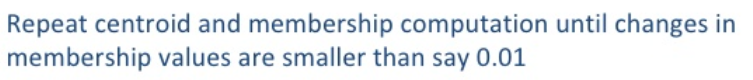 Repeat centroid and membership computation until changes in
membership values are smaller than say 0.01